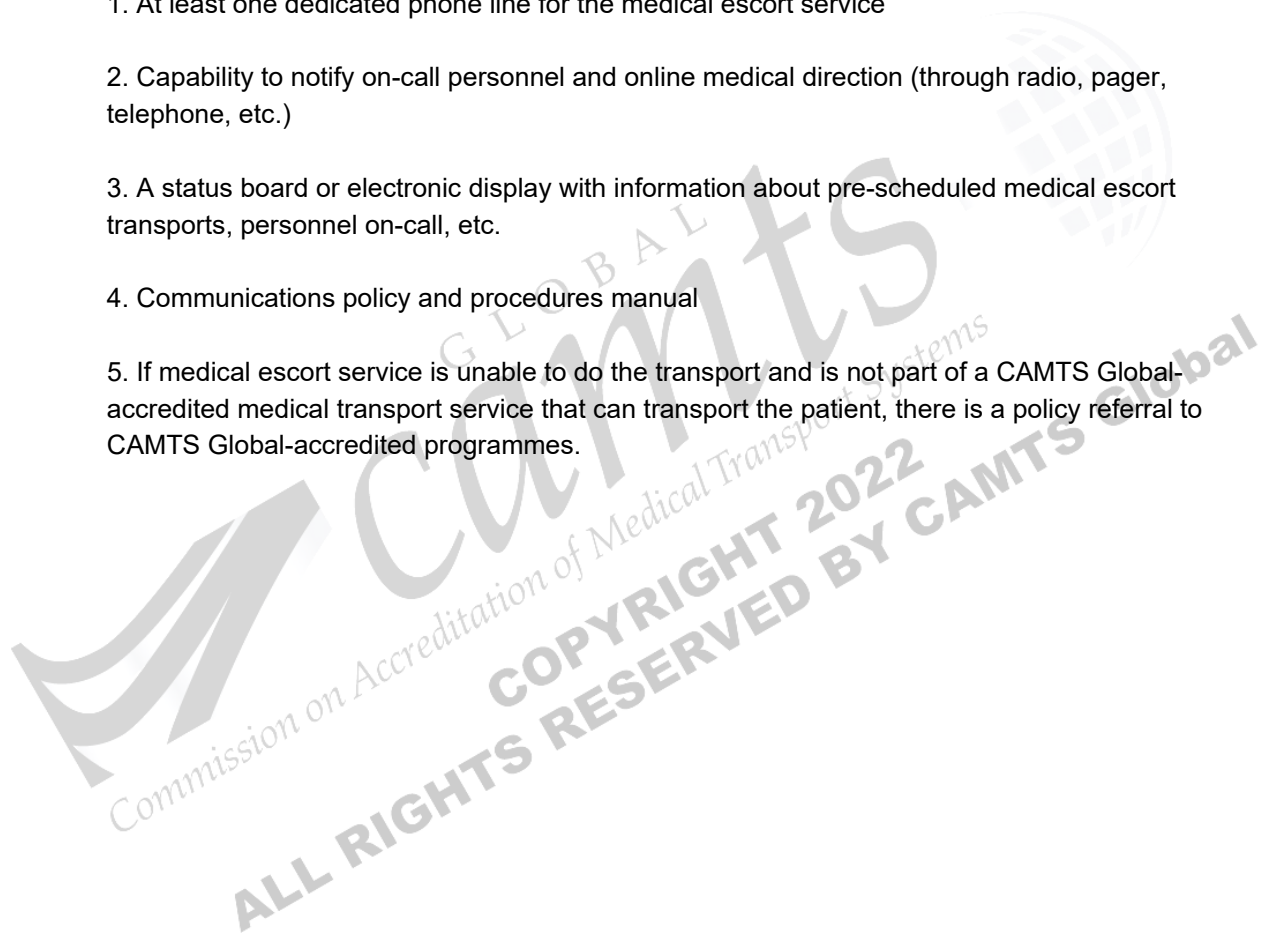 1. At least one dedicated phone line for the medical escort service
2. Capability to notify on-call personnel and online medical direction (through radio, pager,
telephone, etc.)
3. A status board or electronic display with information about pre-scheduled medical escort
transports, personnel on-call, etc.
4. Communications policy and procedures manual
5. If medical escort service is unable to do the transport and is not part of a CAMTS Global-
accredited medical transport service that can transport the patient, there is a policy referral to
CAMTS Global-accredited programmes.
GLOBAL
camts
Commission on Accreditation of Medical Transport Systems
COPYRIGHT 2022
ALL RIGHTS RESERVED BY CAMTS Global